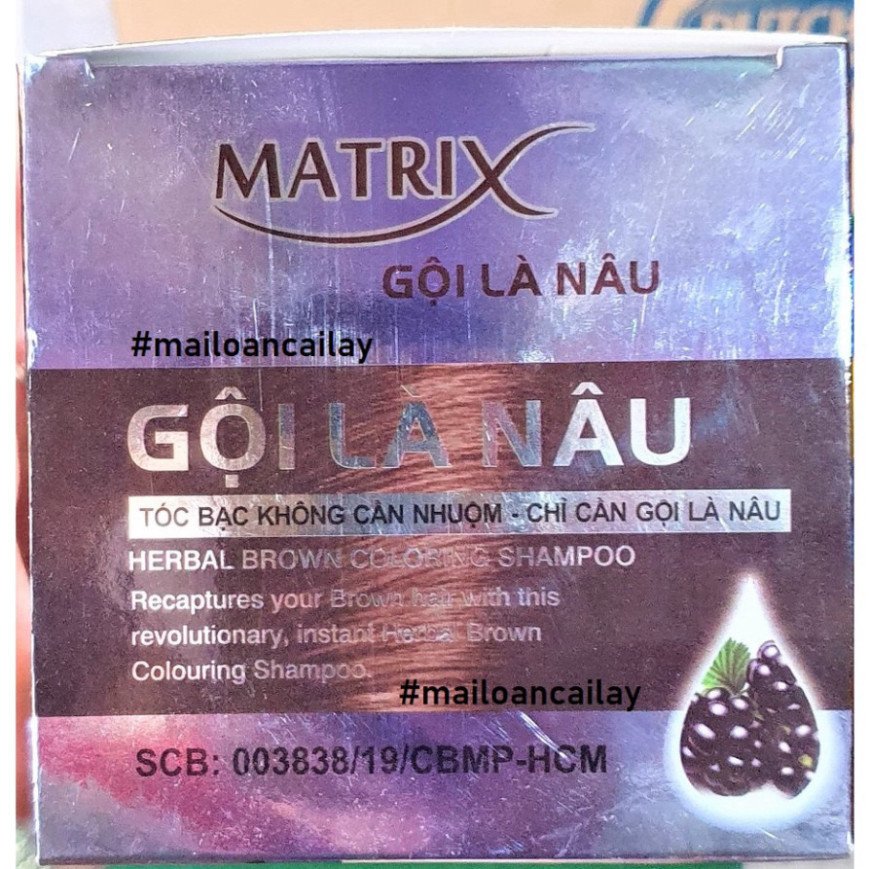 DUTCH
MATRIX
GỘI LÀ NÂU
#mailoancailay
GỘI LÀ NÂU
TÓC BẠC KHÔNG CẦN NHUỘM - CHỈ CẦN GỘI LÀ NÂU
HERBAL BROWN COLORING SHAMPOO
Recaptures your Brown hair with this
revolutionary, instant Herbal Brown
Colouring Shampoo.
#mailoancailay
SCB: 003838/19/CBMP-HCM